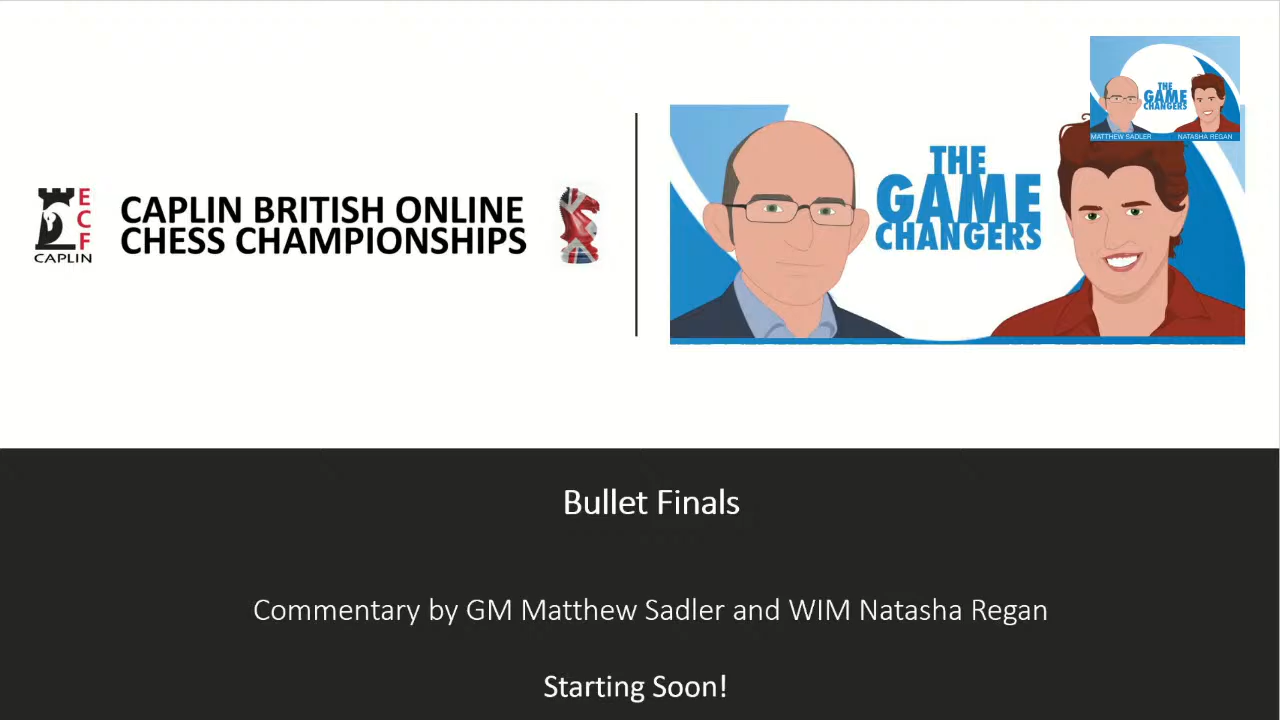 E
C
F
CAPLIN
CAPLIN BRITISH ONLINE
CHESS CHAMPIONSHIPS
THE
GAME
CHANGERS
THE
GAME
CHANGERS
MATTHEW SADLER
NATASHA REGAN
Bullet Finals
Commentary by GM Matthew Sadler and WIM Natasha Regan
Starting Soon!